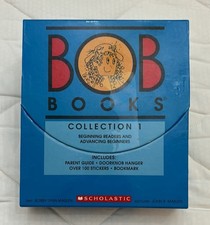 BOB
BOOKS
COLLECTION 1
BEGINNING READERS AND
ADVANCING BEGINNERS
INCLUDES:
PARENT GUIDE • DOORKNOB HANGER
OVER 100 STICKERS • BOOKMARK
SCHOLASTIC